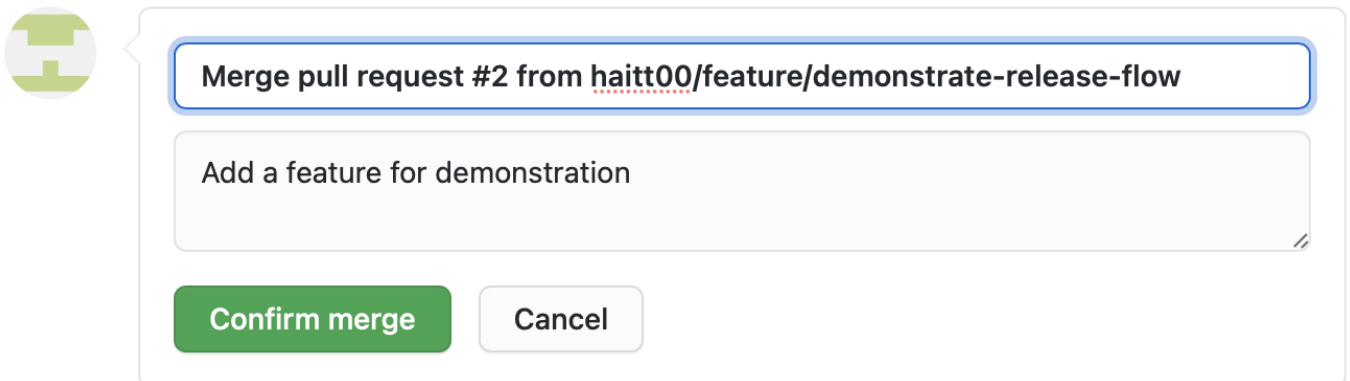 Merge pull request #2 from haitt00/feature/demonstrate-release-flow
Add a feature for demonstration
Confirm merge
Cancel